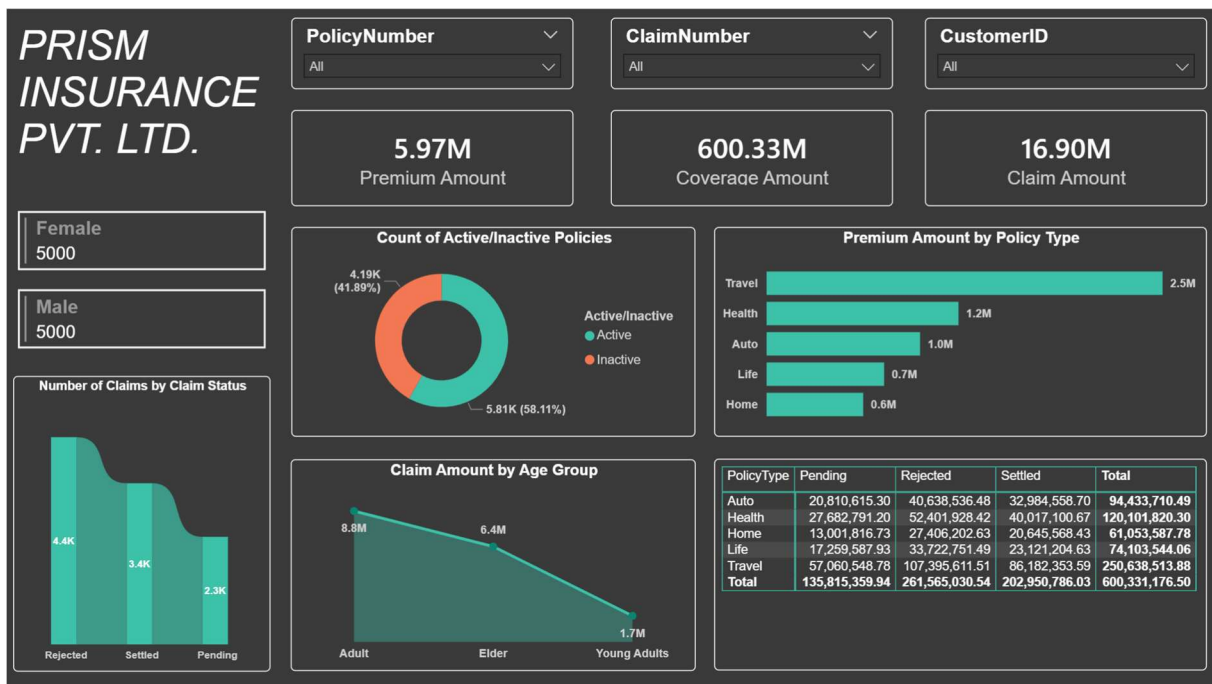 PRISM
INSURANCE
PVT. LTD.
PolicyNumber
All
ClaimNumber
All
CustomerID
All
5.97M
Premium Amount
600.33M
Coverage Amount
16.90M
Claim Amount
Female
5000
Male
5000
Count of Active/Inactive Policies
4.19K
(41.89%)
5.81K (58.11%)
Active/Inactive
Active
Inactive
Premium Amount by Policy Type
Travel 2.5M
Health 1.2M
Auto 1.0M
Life 0.7M
Home 0.6M
Number of Claims by Claim Status
4.4K
3.4K
2.3K
Rejected Settled Pending
Claim Amount by Age Group
8.8M
6.4M
1.7M
Adult Elder Young Adults
PolicyType Pending Rejected Settled Total
Auto 20,810,615.30 40,638,536.48 32,984,558.70 94,433,710.49
Health 27,682,791.20 52,401,928.42 40,017,100.67 120,101,820.30
Home 13,001,816.73 27,406,202.63 20,645,568.43 61,053,587.78
Life 17,259,587.93 33,722,751.49 23,121,204.63 74,103,544.06
Travel 57,060,548.78 107,395,611.51 86,182,353.59 250,638,513.88
Total 135,815,359.94 261,565,030.54 202,950,786.03 600,331,176.50